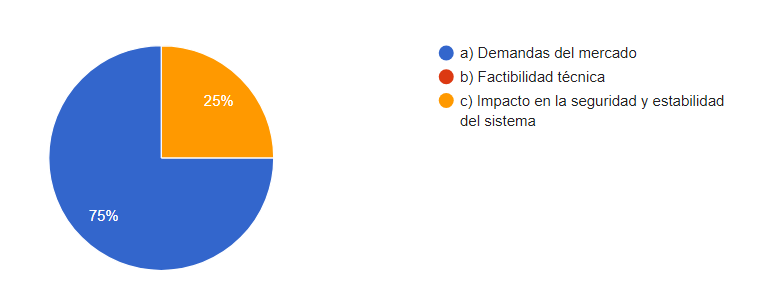 25%
75%
a) Demandas del mercado
b) Factibilidad técnica
c) Impacto en la seguridad y estabilidad
del sistema